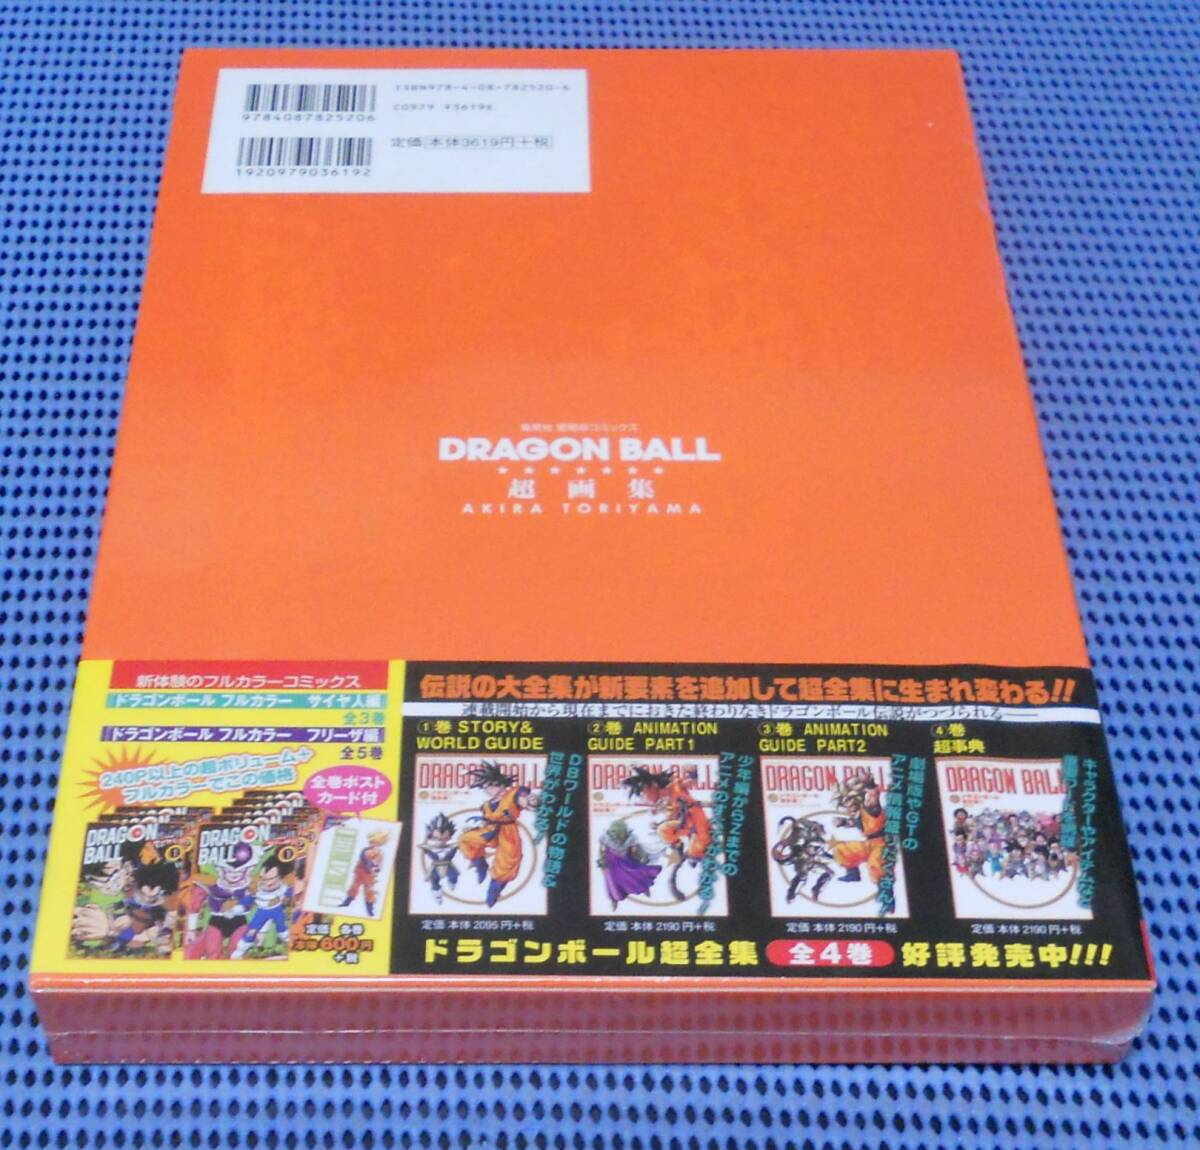 ISBN978-4-08-782520-6
C0979 ¥3619E
9784087825206
定価 本体3619円+税
1920979036192
集英社 愛蔵版コミックス
DRAGON BALL
★★★★★★★
超画集
AKIRA TORIYAMA
新体験のフルカラーコミックス
ドラゴンボール フルカラー サイヤ人編
全3巻
ドラゴンボール フルカラー フリーザ編
全5巻
240P以上の超ボリューム+
フルカラーでこの価格
全巻ポスト
カード付
DRAGON
BALL
1
DRAGON
BALL
1
定価 各巻
本体600円
+税
伝説の大全集が新要素を追加して超全集に生まれ変わる!!
連載開始から現在までにおきた終わりなきドラゴンボール伝説がつづられる――
①巻 STORY&
WORLD GUIDE
DRAGON BALL
DBワールドの物語&
世界がわかる!
定価 本体2095円+税
②巻 ANIMATION
GUIDE PART1
DRAGON BALL
少年編からZまでの
定価 本体2190円+税
③巻 ANIMATION
GUIDE PART2
DRAGON BALL
劇場版やGTの
定価 本体2190円+税
④巻
超事典
DRAGON BALL
キャラクターやアイテムなど
定価 本体2190円+税
ドラゴンボール超全集 全4巻 好評発売中!!!